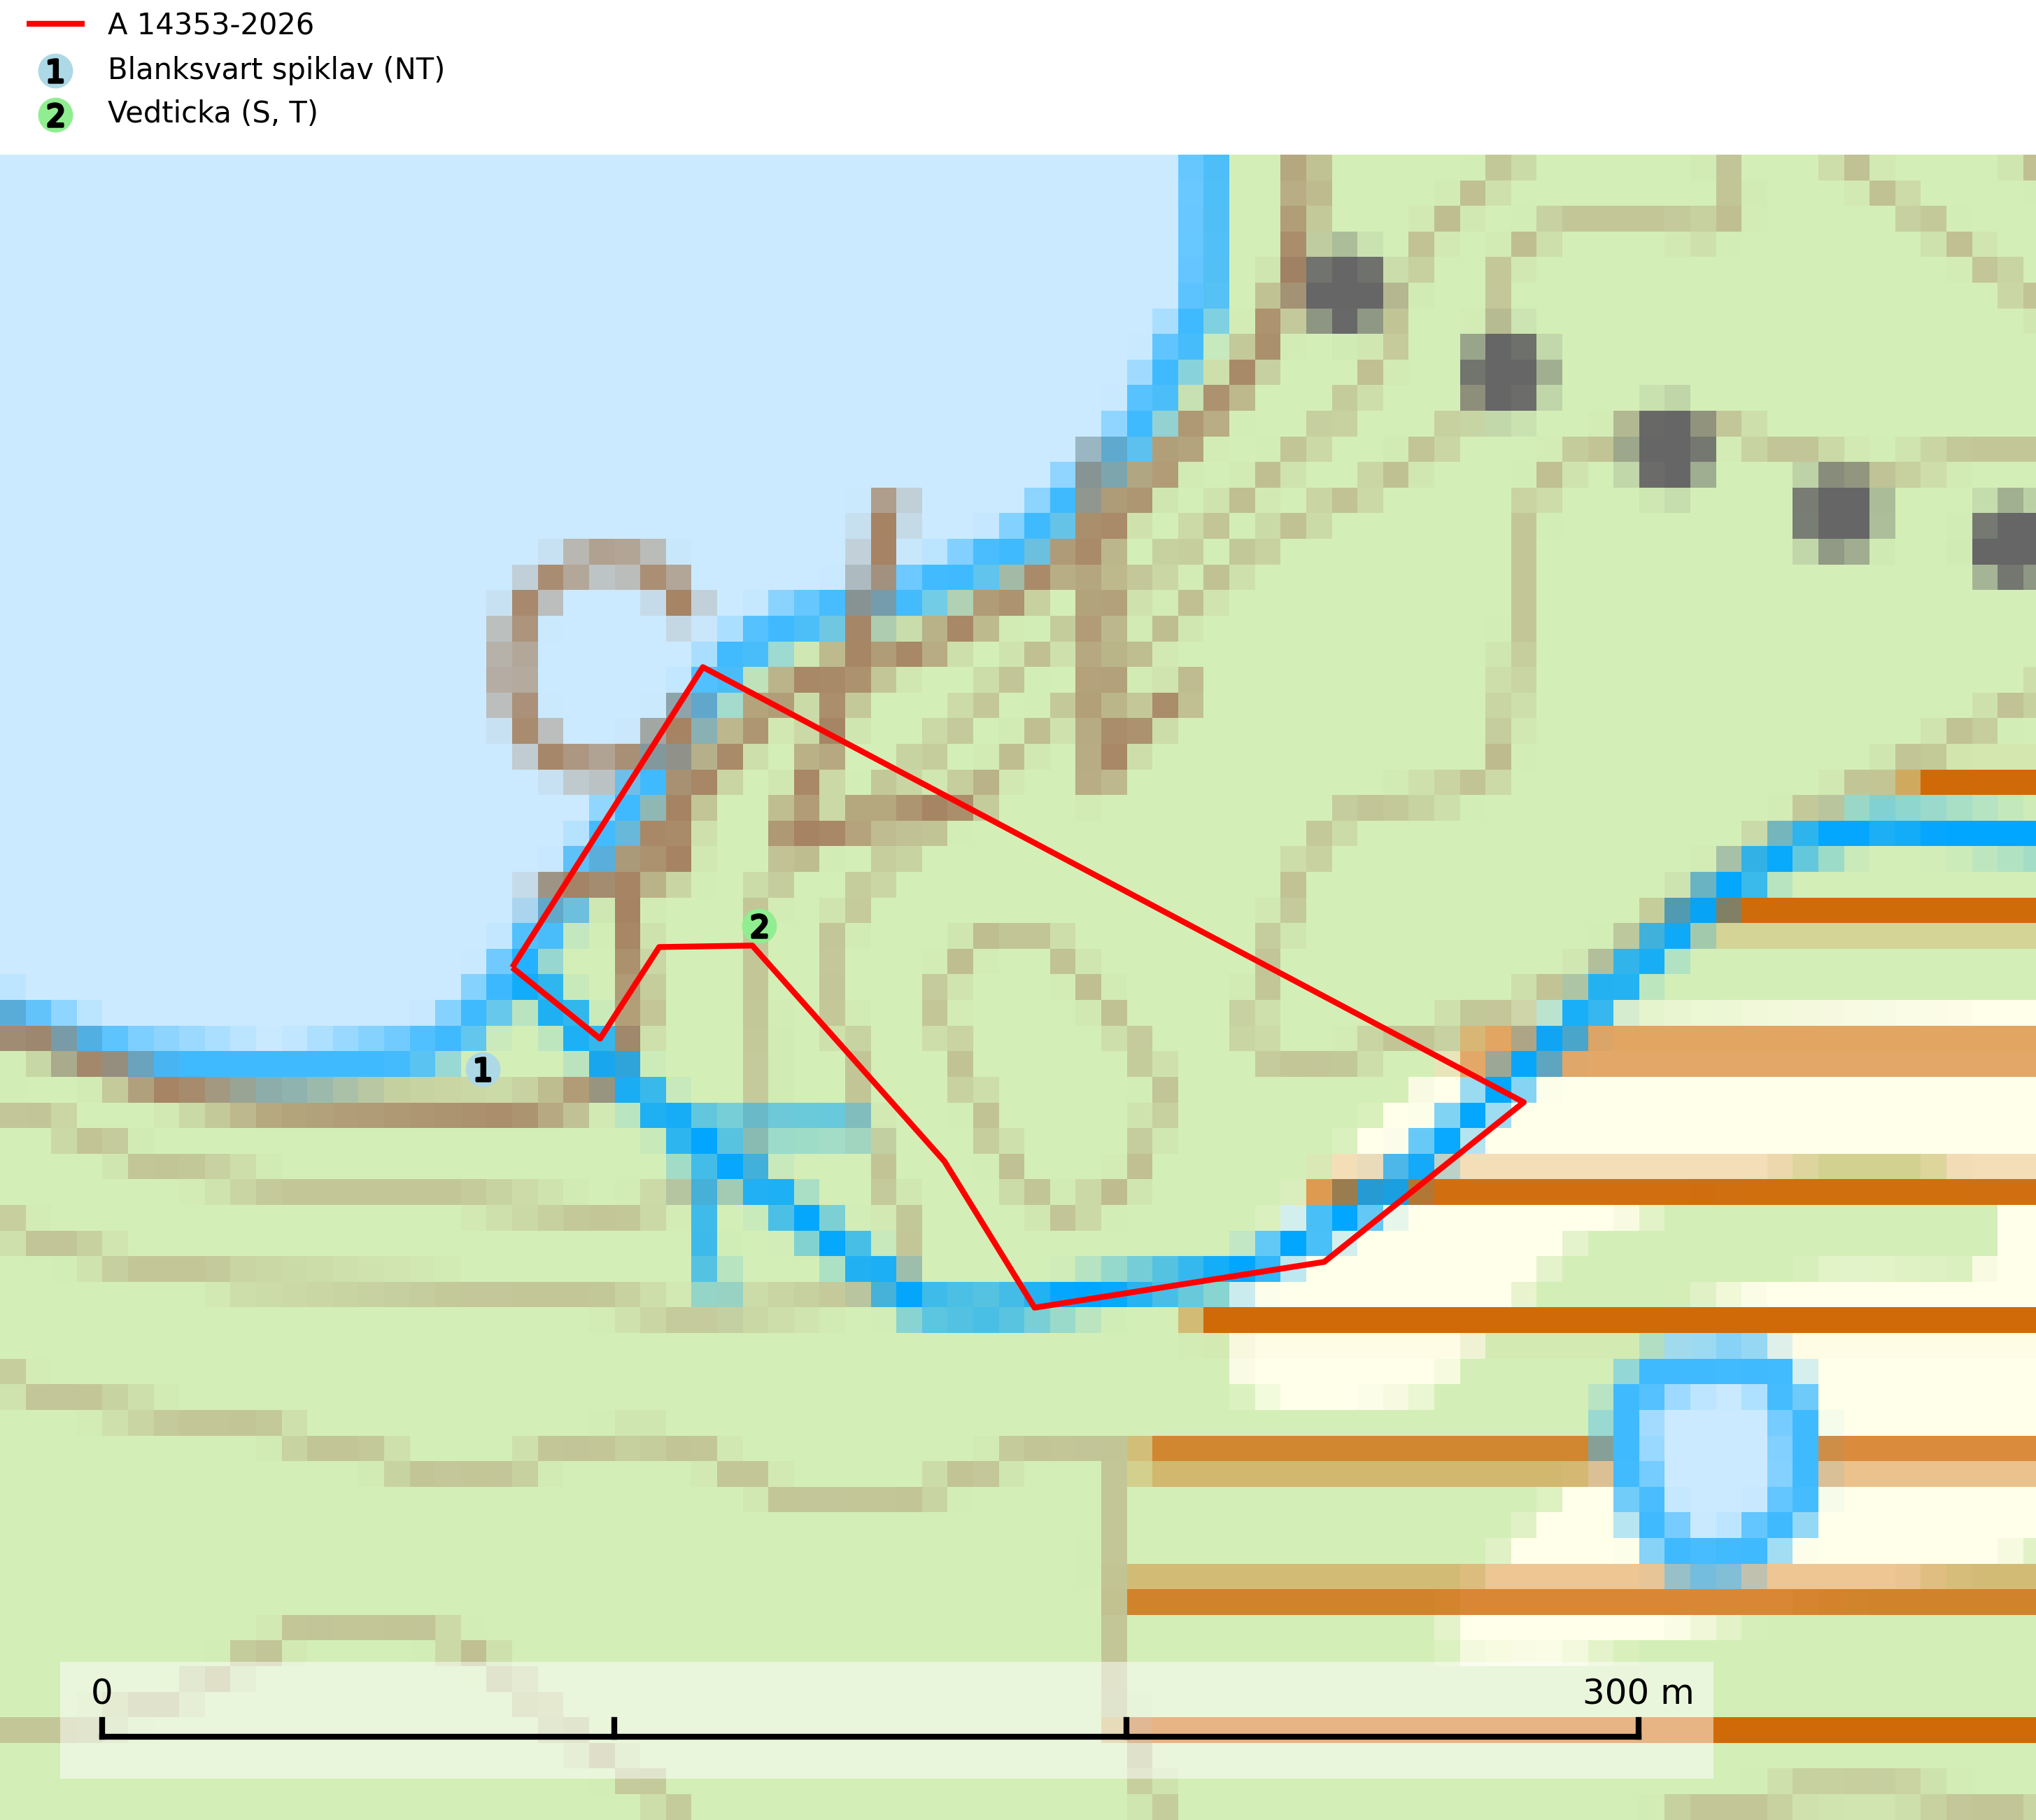 A 14353-2026
1 Blanksvart spiklav (NT)
2 Vedticka (S, T)
2
1
0 300 m